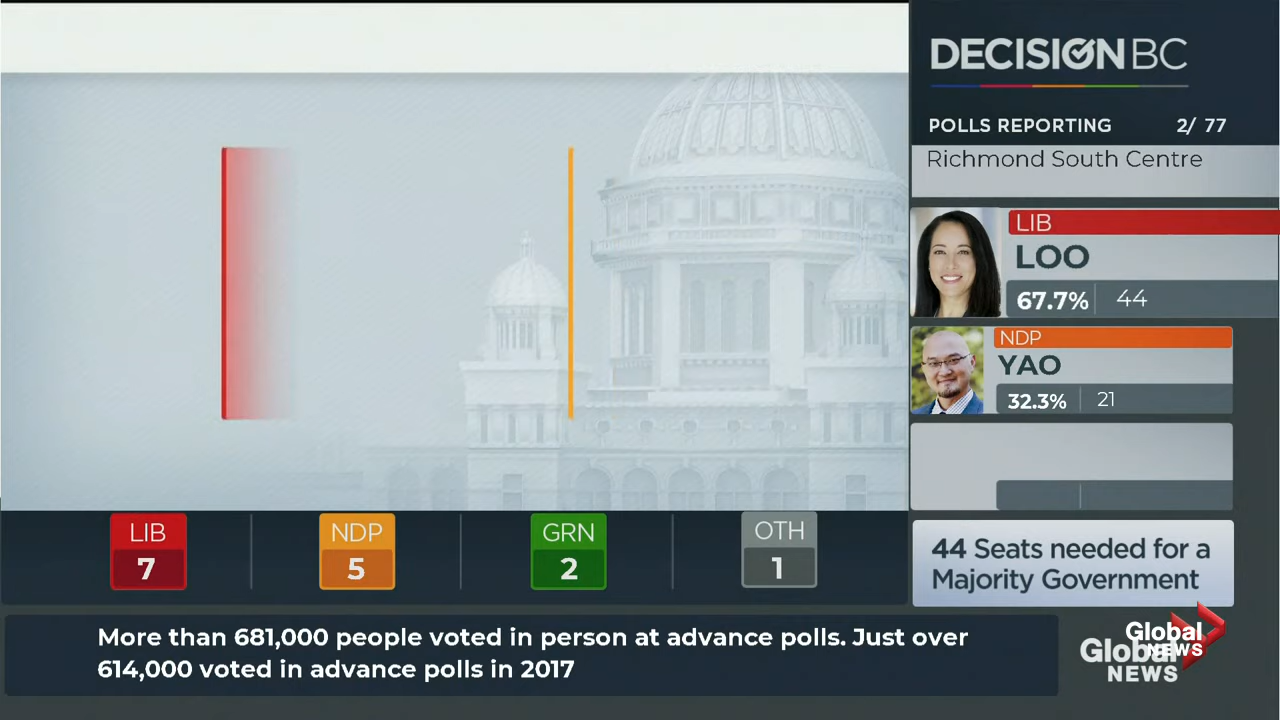 DECISION BC
POLLS REPORTING 2/ 77
Richmond South Centre
LIB
LOO
67.7% 44
NDP
YAO
32.3% 21
44 Seats needed for a
Majority Government
LIB NDP GRN OTH
7 5 2 1
More than 681,000 people voted in person at advance polls. Just over
614,000 voted in advance polls in 2017
Global
NEWS
Global
NEWS